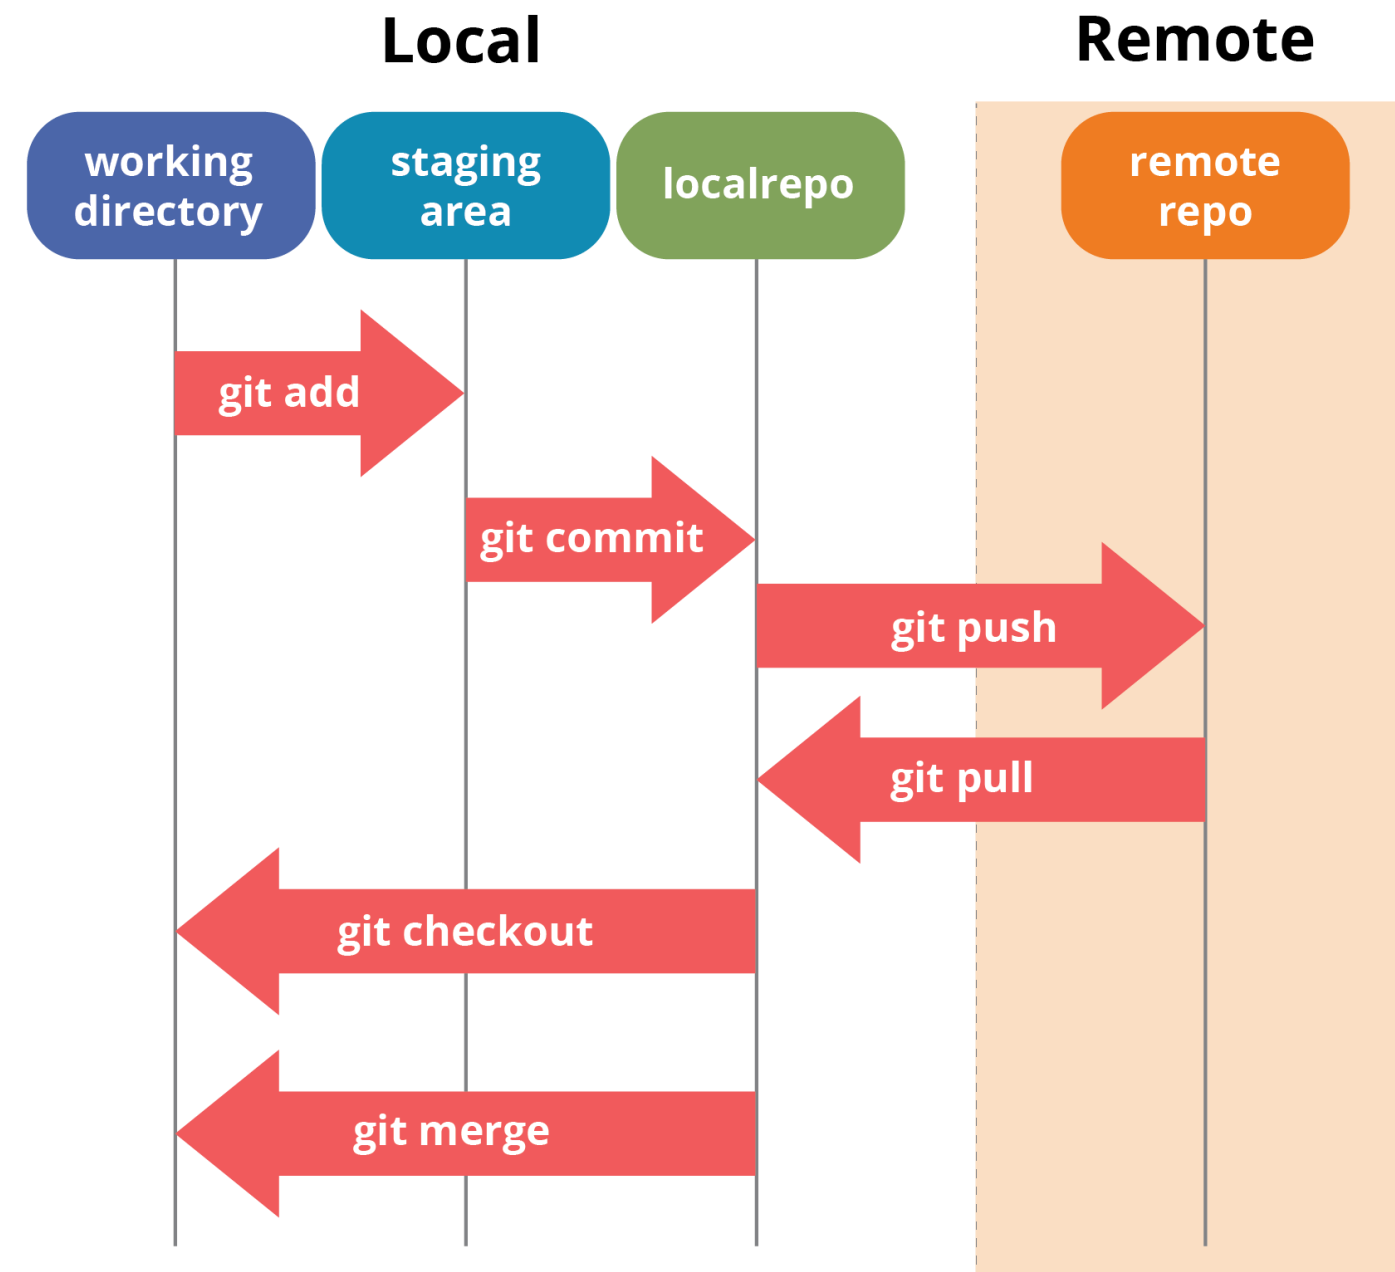 Local
Remote
working
directory
staging
area
localrepo
remote
repo
git add
git commit
git push
git pull
git checkout
git merge